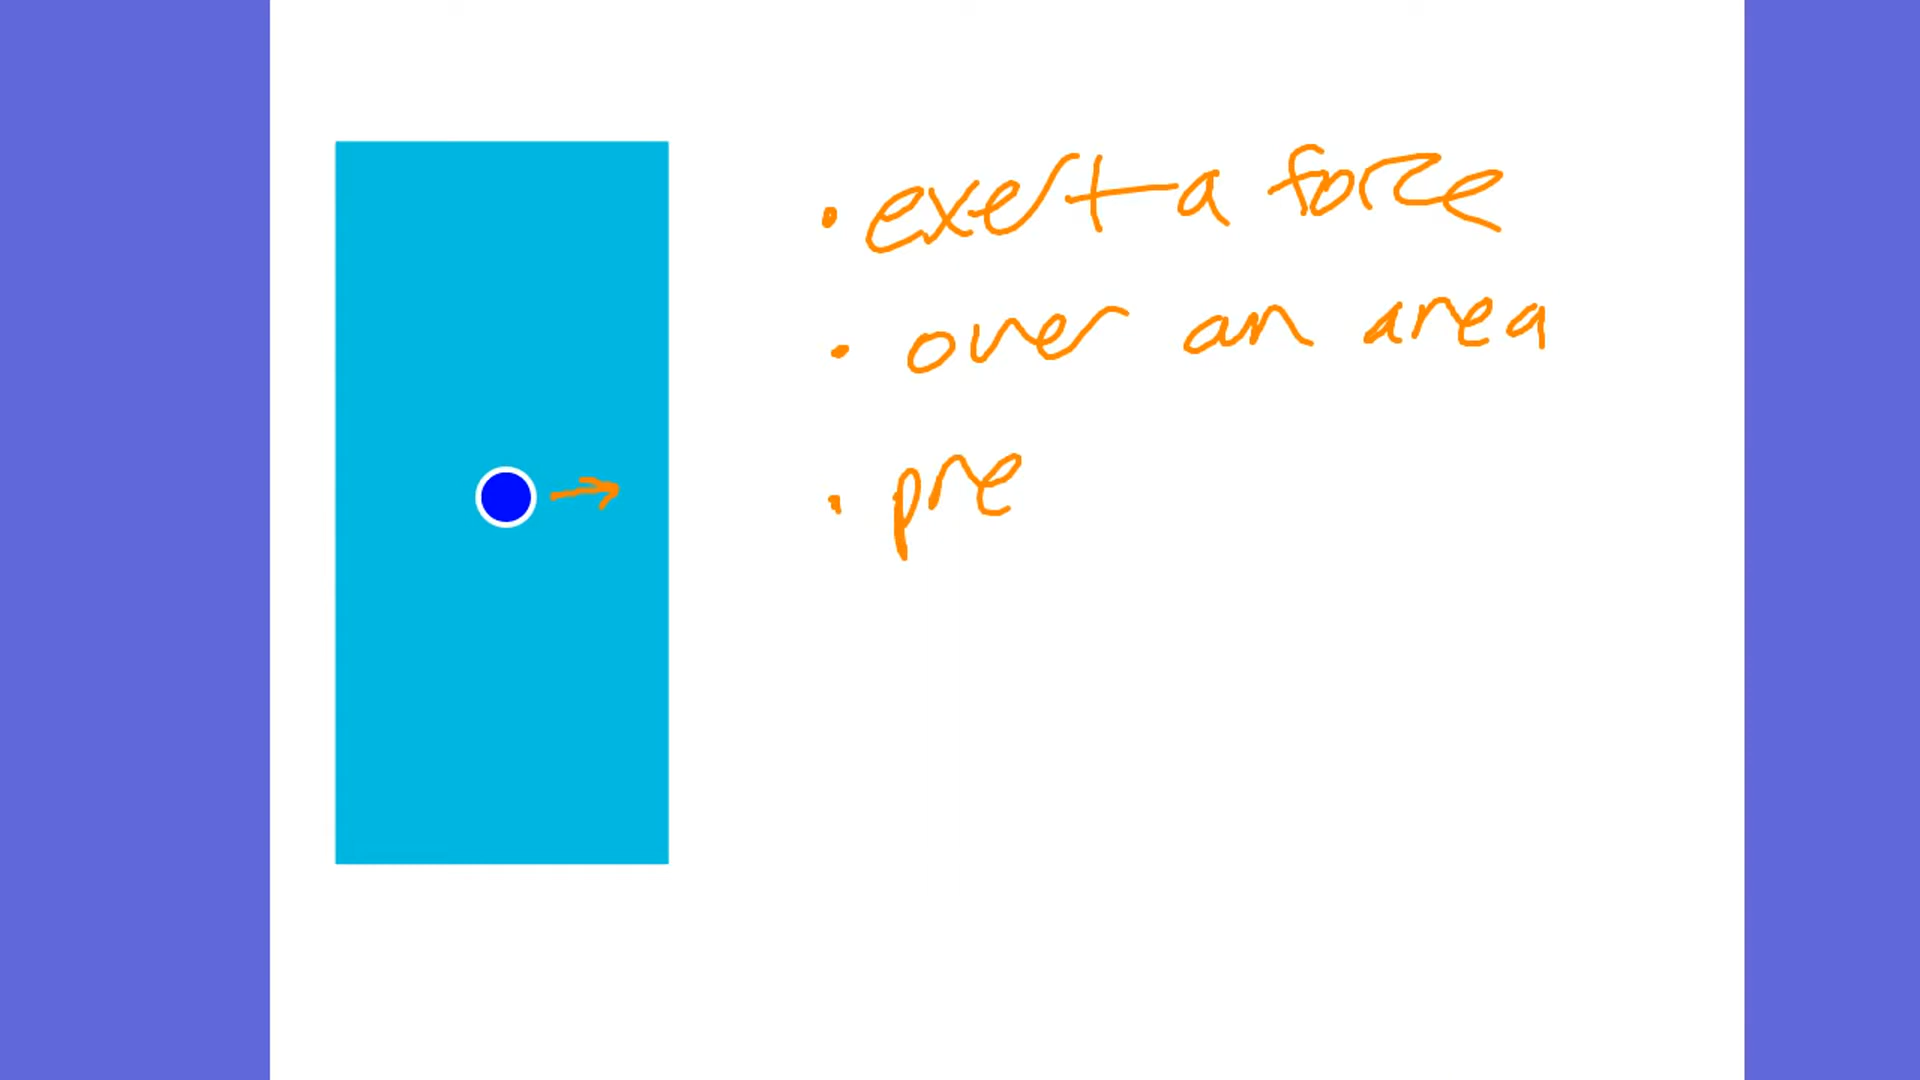 · exert a force
· over an area
· pre